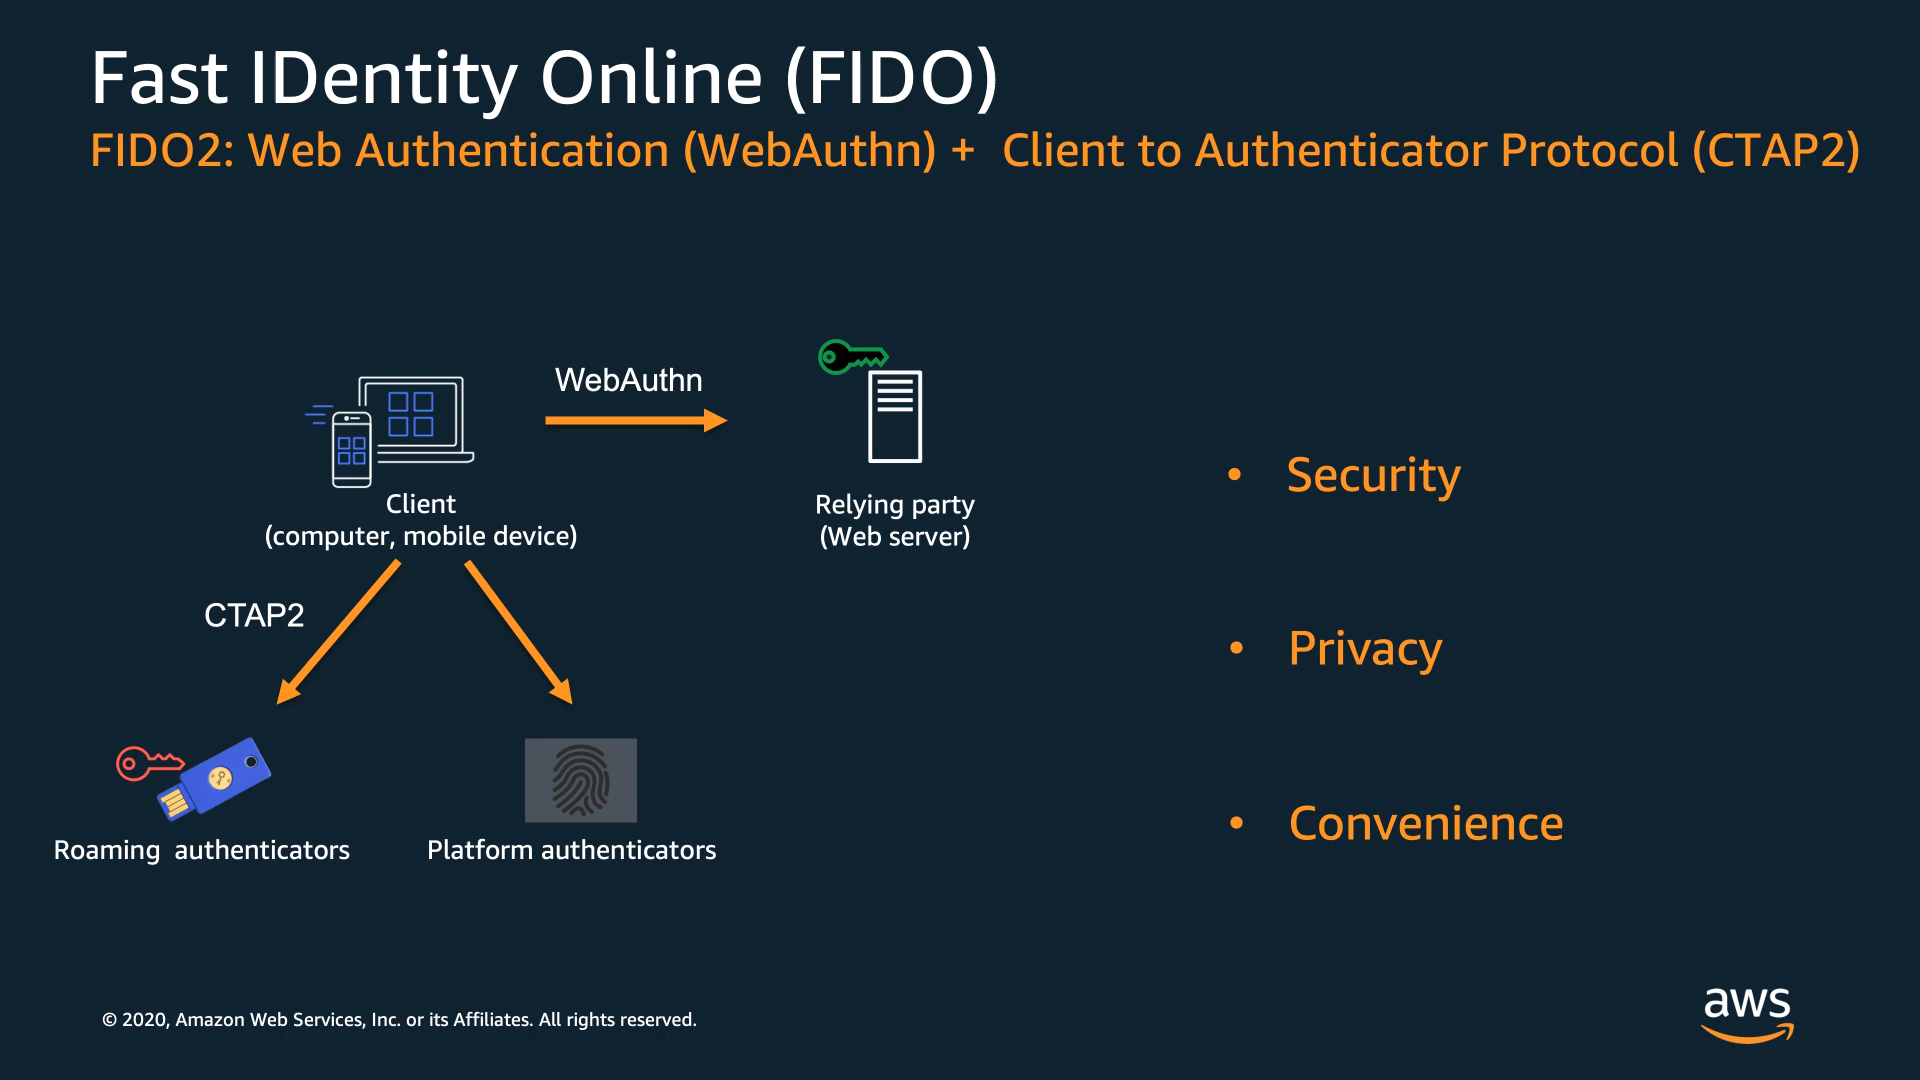 Fast IDentity Online (FIDO)
FIDO2: Web Authentication (WebAuthn) + Client to Authenticator Protocol (CTAP2)
WebAuthn
Client
(computer, mobile device)
Relying party
(Web server)
CTAP2
Roaming authenticators
Platform authenticators
• Security
• Privacy
• Convenience
© 2020, Amazon Web Services, Inc. or its Affiliates. All rights reserved.
aws